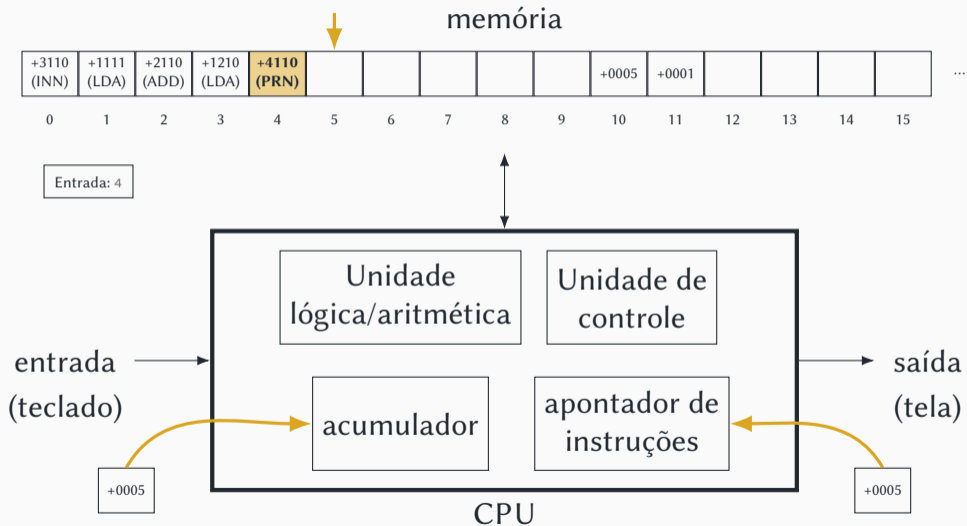 memória
+3110 +1111 +2110 +1210 +4110 +0005 +0001 ...
(INN) (LDA) (ADD) (LDA) (PRN)
0 1 2 3 4 5 6 7 8 9 10 11 12 13 14 15
Entrada: 4
Unidade
lógica/aritmética
Unidade de
controle
entrada
(teclado)
saída
(tela)
acumulador
apontador de
instruções
+0005
+0005
CPU